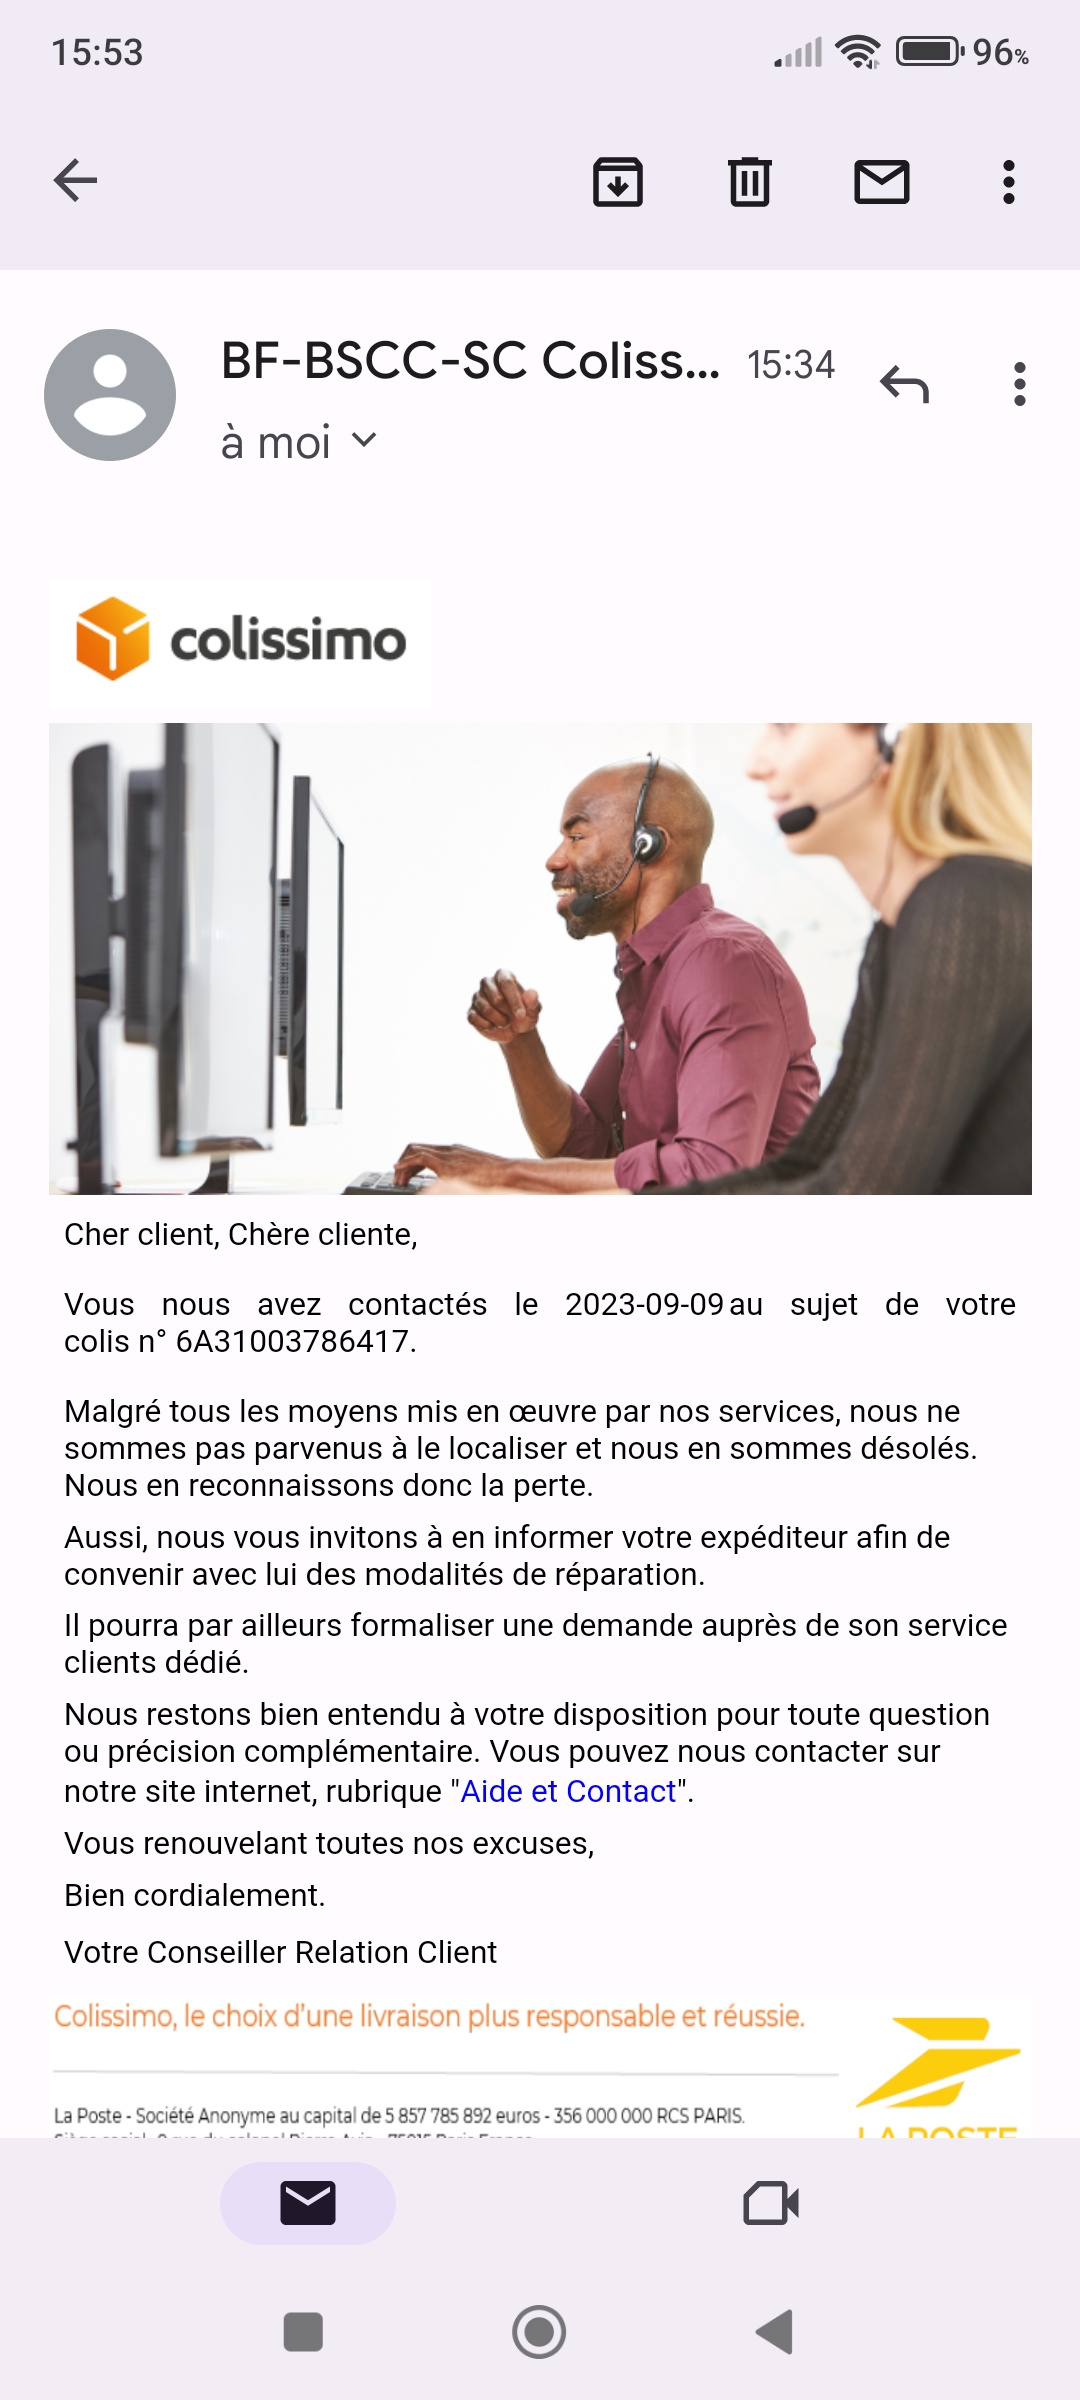 15:53
96%
BF-BSCC-SC Coliss... 15:34
à moi
colissimo
Cher client, Chère cliente,
Vous nous avez contactés le 2023-09-09 au sujet de votre
colis n° 6A31003786417.
Malgré tous les moyens mis en œuvre par nos services, nous ne
sommes pas parvenus à le localiser et nous en sommes désolés.
Nous en reconnaissons donc la perte.
Aussi, nous vous invitons à en informer votre expéditeur afin de
convenir avec lui des modalités de réparation.
Il pourra par ailleurs formaliser une demande auprès de son service
clients dédié.
Nous restons bien entendu à votre disposition pour toute question
ou précision complémentaire. Vous pouvez nous contacter sur
notre site internet, rubrique "Aide et Contact".
Vous renouvelant toutes nos excuses,
Bien cordialement.
Votre Conseiller Relation Client
Colissimo, le choix d'une livraison plus responsable et réussie.
La Poste - Société Anonyme au capital de 5 857 785 892 euros - 356 000 000 RCS PARIS.
LA POSTE